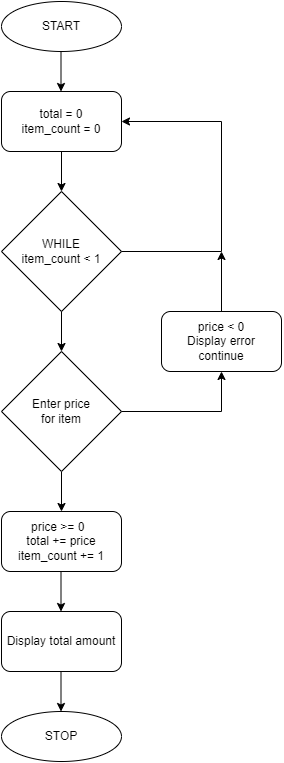 START
total = 0
item_count = 0
WHILE
item_count < 1
price < 0
Display error
continue
Enter price
for item
price >= 0
total += price
item_count += 1
Display total amount
STOP